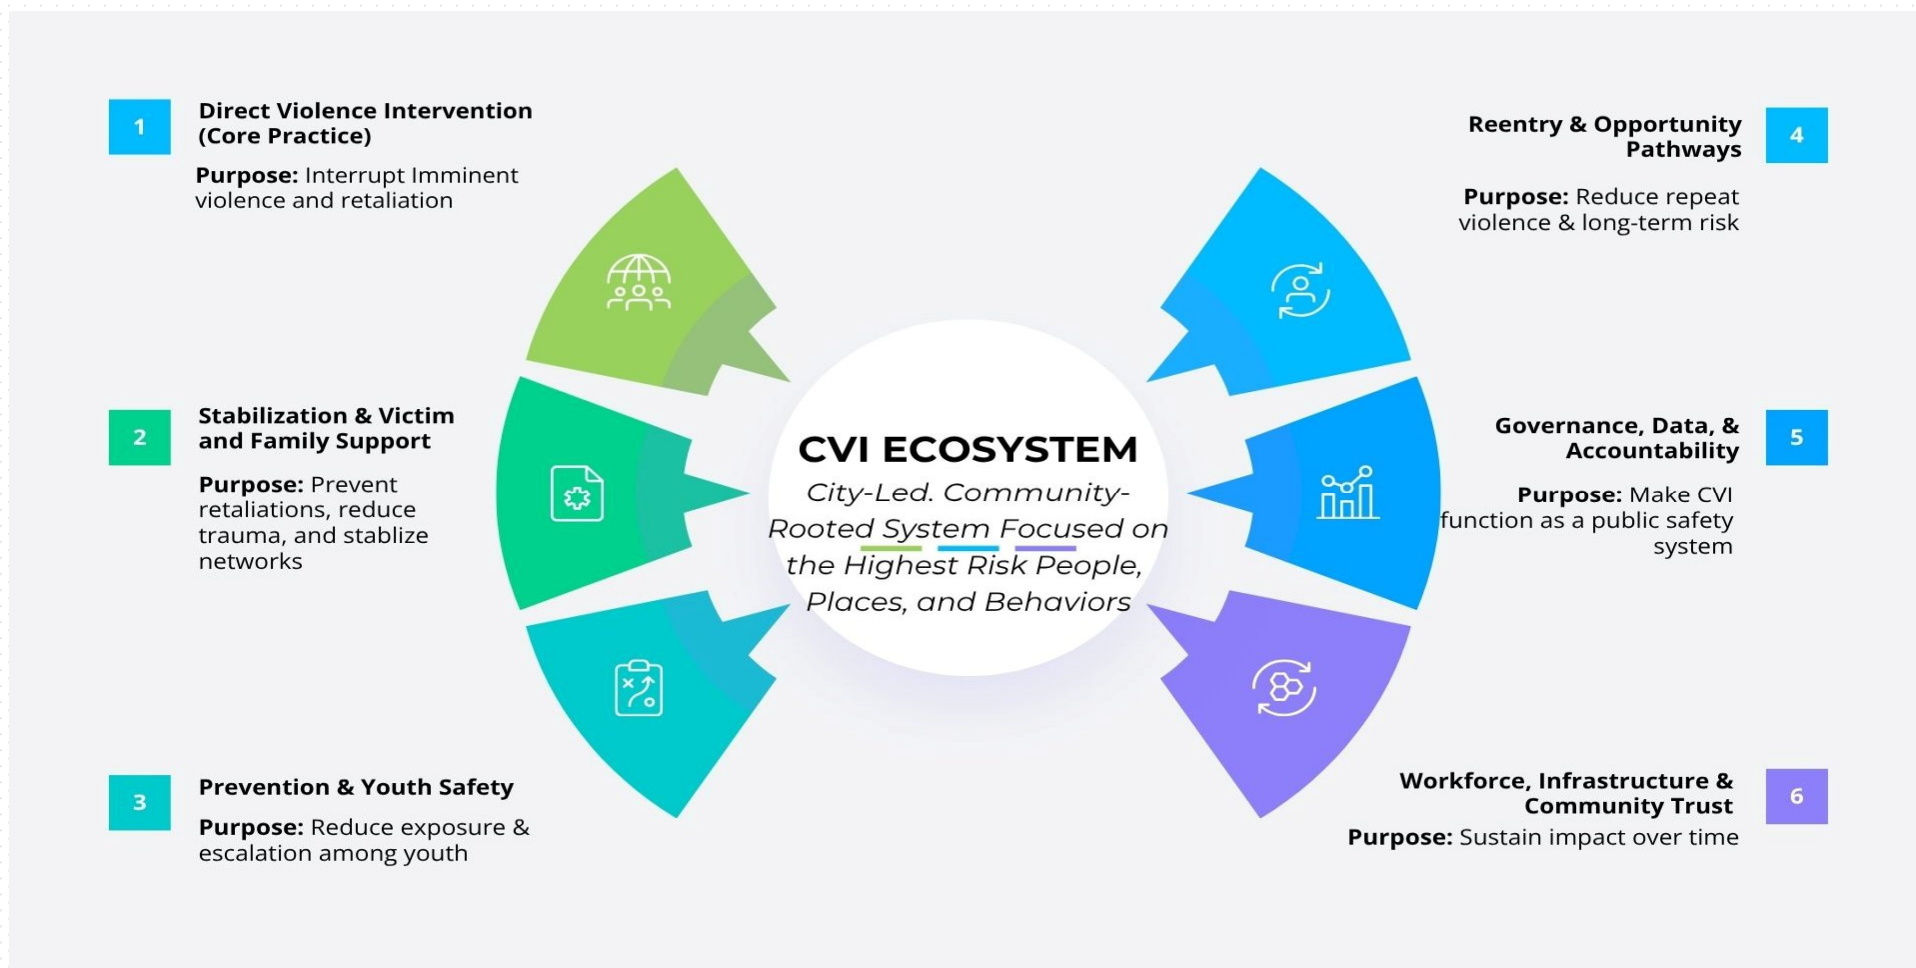 1
Direct Violence Intervention
(Core Practice)
Purpose: Interrupt Imminent
violence and retaliation
2
Stabilization & Victim
and Family Support
Purpose: Prevent
retaliations, reduce
trauma, and stablize
networks
3
Prevention & Youth Safety
Purpose: Reduce exposure &
escalation among youth
CVI ECOSYSTEM
City-Led. Community-
Rooted System Focused on
the Highest Risk People,
Places, and Behaviors
Reentry & Opportunity
Pathways
4
Purpose: Reduce repeat
violence & long-term risk
Governance, Data, &
Accountability
5
Purpose: Make CVI
function as a public safety
system
Workforce, Infrastructure &
Community Trust
6
Purpose: Sustain impact over time